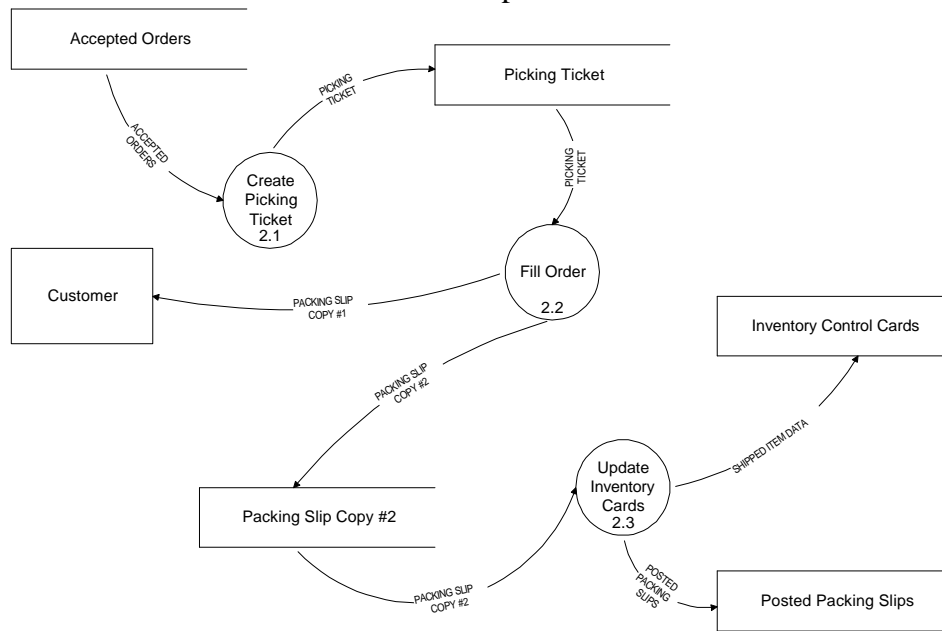 Accepted Orders
Picking Ticket
PICKING
TICKET
ACCEPTED
ORDERS
PICKING
TICKET
Create
Picking
Ticket
2.1
Fill Order
2.2
Customer
PACKING SLIP
COPY #1
Inventory Control Cards
PACKING SLIP
COPY #2
SHIPPED ITEM DATA
Update
Inventory
Cards
2.3
Packing Slip Copy #2
PACKING SLIP
COPY #2
POSTED
PACKING
SLIPS
Posted Packing Slips